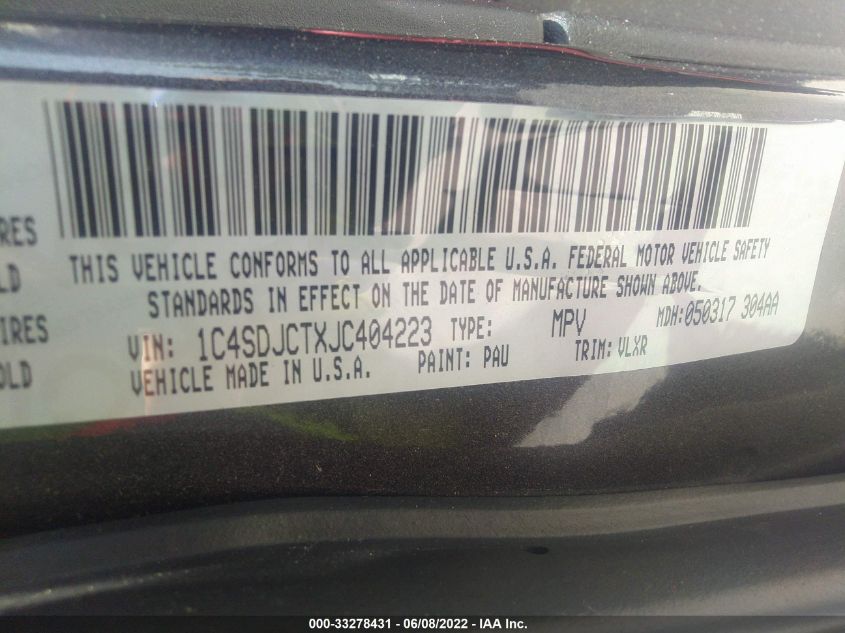 RES
LD
IRES
OLD
THIS VEHICLE CONFORMS TO ALL APPLICABLE U.S.A. FEDERAL MOTOR VEHICLE SAFETY
STANDARDS IN EFFECT ON THE DATE OF MANUFACTURE SHOWN ABOVE.
VIN: 1C4SDJCTXJC404223 TYPE: MPV MDH:050317 304AA
VEHICLE MADE IN U.S.A. PAINT: PAU TRIM: VLXR
000-33278431 - 06/08/2022 - IAA Inc.